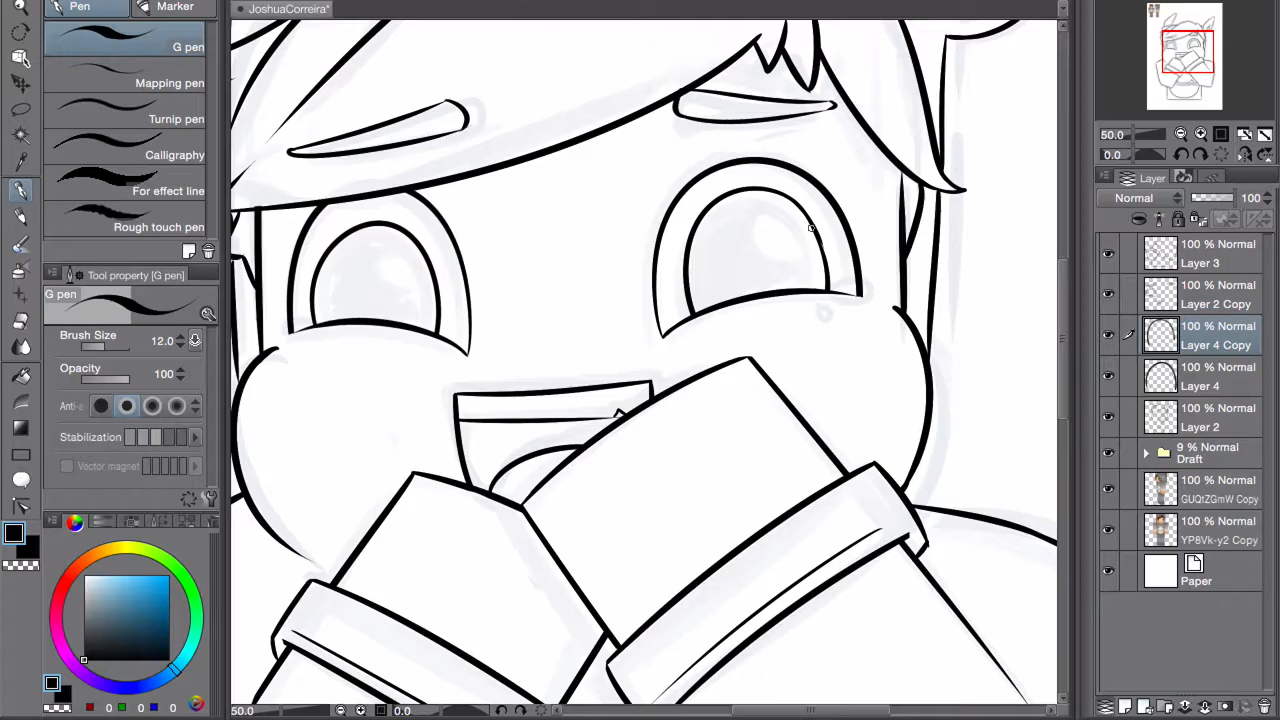 Pen
Marker
JoshuaCorreira*
G pen
Mapping pen
Turnip pen
Calligraphy
For effect line
Rough touch pen
Tool property [G pen]
G pen
Brush Size
12.0
Opacity
100
Anti-a
Stabilization
Vector magnet
0
0
0
50.0
0.0
50.0
0.0
Layer
Normal
100
100 % Normal
Layer 3
100 % Normal
Layer 2 Copy
100 % Normal
Layer 4 Copy
100 % Normal
Layer 4
100 % Normal
Layer 2
9 % Normal
Draft
100 % Normal
GUQtZGmW Copy
100 % Normal
YP8Vk-y2 Copy
Paper